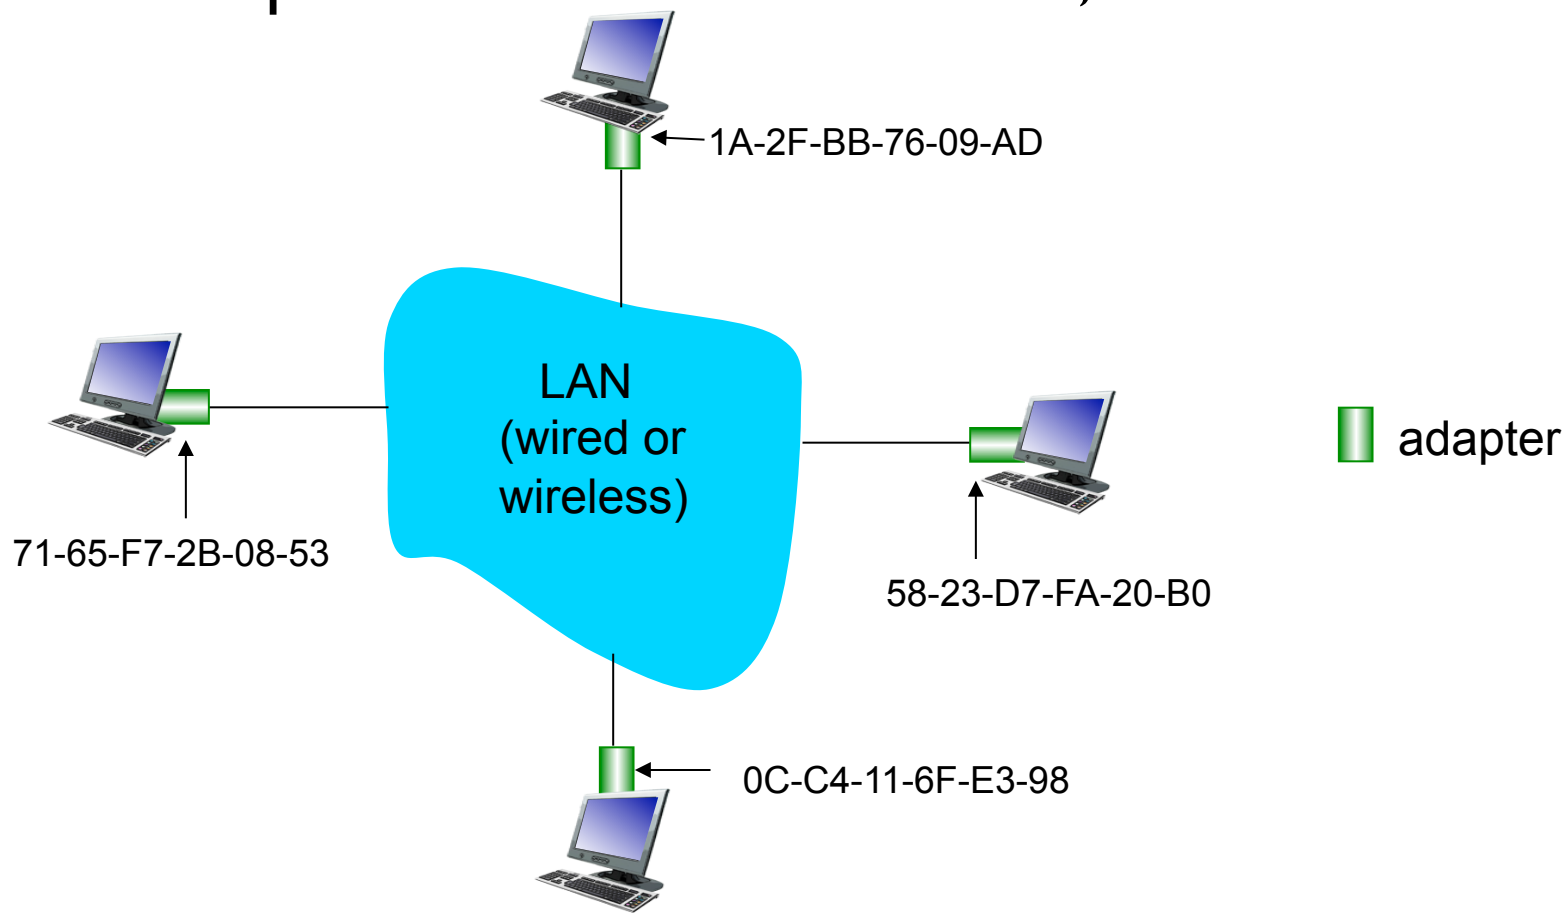 1A-2F-BB-76-09-AD
LAN
(wired or
wireless)
adapter
71-65-F7-2B-08-53
58-23-D7-FA-20-B0
0C-C4-11-6F-E3-98